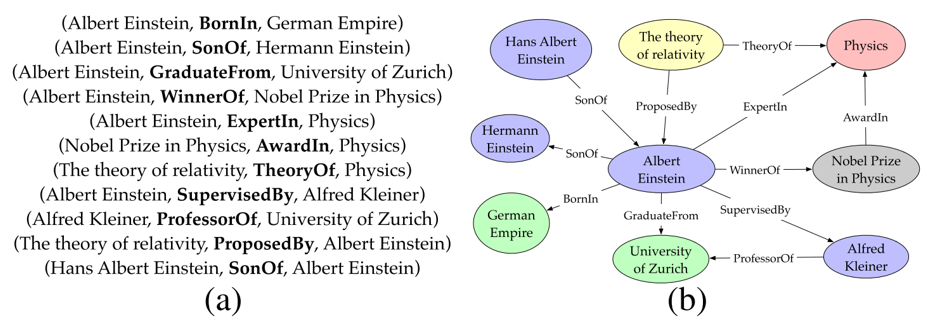 (Albert Einstein, BornIn, German Empire)
(Albert Einstein, SonOf, Hermann Einstein)
(Albert Einstein, GraduateFrom, University of Zurich)
(Albert Einstein, WinnerOf, Nobel Prize in Physics)
(Albert Einstein, ExpertIn, Physics)
(Nobel Prize in Physics, AwardIn, Physics)
(The theory of relativity, TheoryOf, Physics)
(Albert Einstein, SupervisedBy, Alfred Kleiner)
(Alfred Kleiner, ProfessorOf, University of Zurich)
(The theory of relativity, ProposedBy, Albert Einstein)
(Hans Albert Einstein, SonOf, Albert Einstein)
(a)
Hans Albert
Einstein
The theory
of relativity
TheoryOf
Physics
SonOf
ProposedBy
ExpertIn
AwardIn
Hermann
Einstein
SonOf
Albert
Einstein
WinnerOf
Nobel Prize
in Physics
BornIn
German
Empire
GraduateFrom
SupervisedBy
University
of Zurich
ProfessorOf
Alfred
Kleiner
(b)